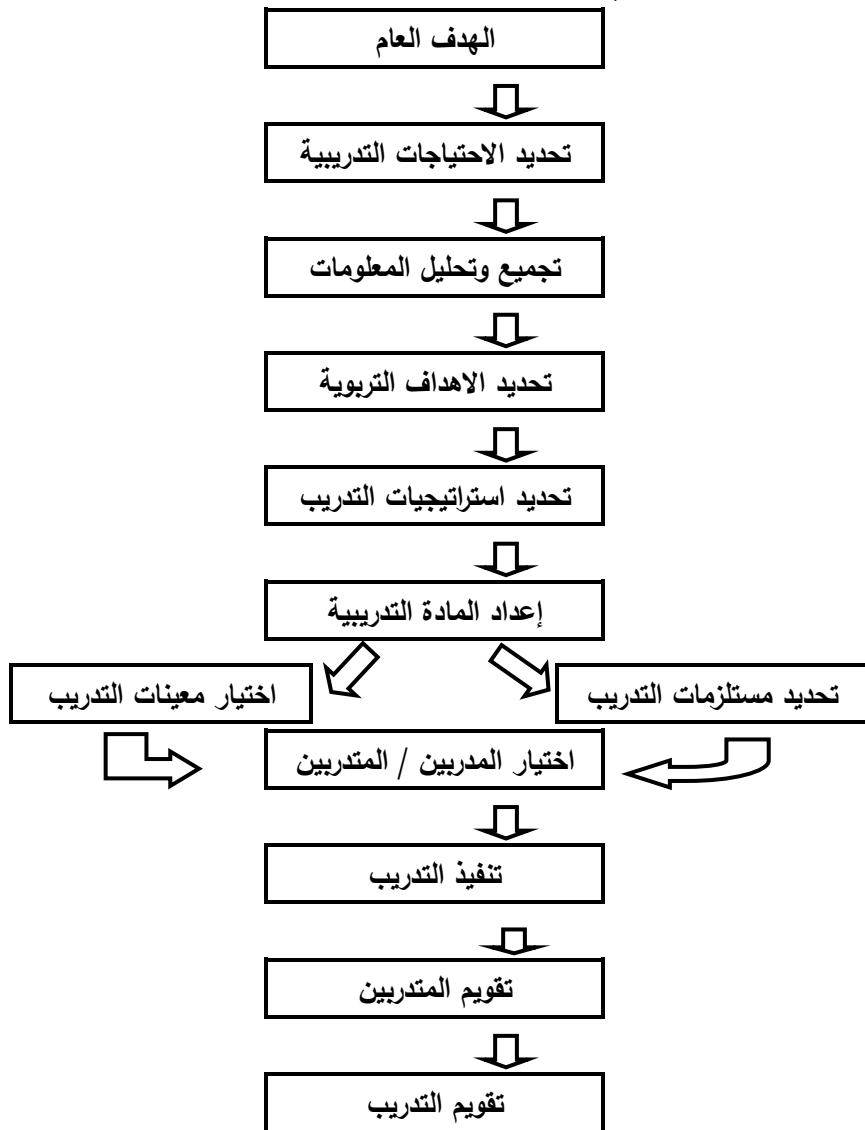 الهدف العام
تحديد الاحتياجات التدريبية
تجميع وتحليل المعلومات
تحديد الاهداف التربوية
تحديد استراتيجيات التدريب
إعداد المادة التدريبية
تحديد مستلزمات التدريب
اختيار معينات التدريب
اختيار المدربين / المتدربين
تنفيذ التدريب
تقويم المتدربين
تقويم التدريب